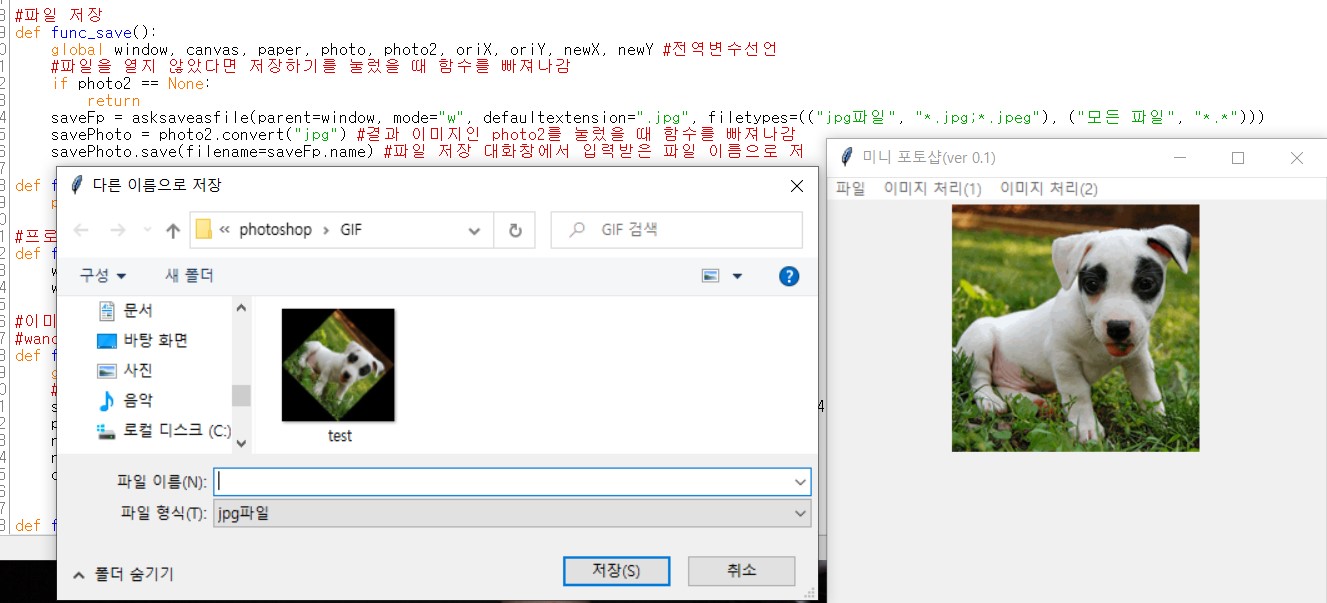 #파일 저장
def func_save():
global window, canvas, paper, photo, photo2, oriX, oriY, newX, newY #전역변수선언
#파일을 열지 않았다면 저장하기를 눌렀을 때 함수를 빠져나감
if photo2 == None:
return
saveFp = asksaveasfile(parent=window, mode="w", defaultextension=".jpg", filetypes=(("jpg파일", "*.jpg;*.jpeg"), ("모든 파일", "*.*")))
savePhoto = photo2.convert("jpg") #결과 이미지인 photo2를 눌렀을 때 함수를 빠져나감
savePhoto.save(filename=saveFp.name) #파일 저장 대화창에서 입력받은 파일 이름으로 저
def f
#프로
def f
w
w
#이미
#wand
def f
def f
다른 이름으로 저장
« photoshop › GIF
GIF 검색
구성
새 폴더
문서
바탕 화면
사진
음악
로컬 디스크 (C:)
test
파일 이름(N):
파일 형식(T): jpg파일
폴더 숨기기
저장(S)
취소
미니 포토샵(ver 0.1)
파일 이미지 처리(1) 이미지 처리(2)